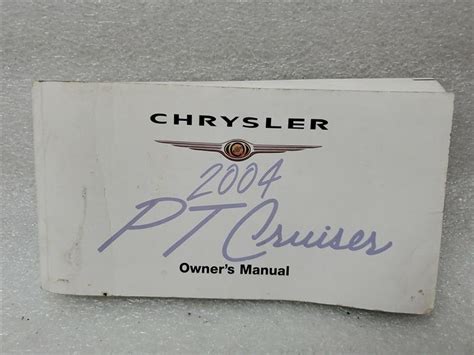 CHRYSLER
2004
PT Cruiser
Owner's Manual